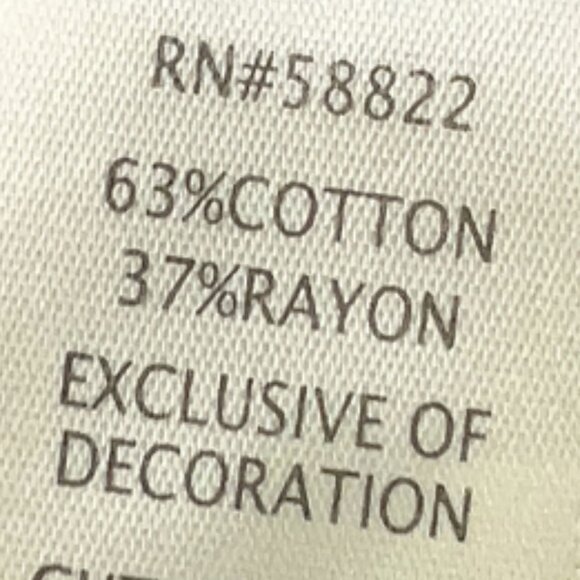 RN#58822
63%COTTON
37%RAYON
EXCLUSIVE OF
DECORATION